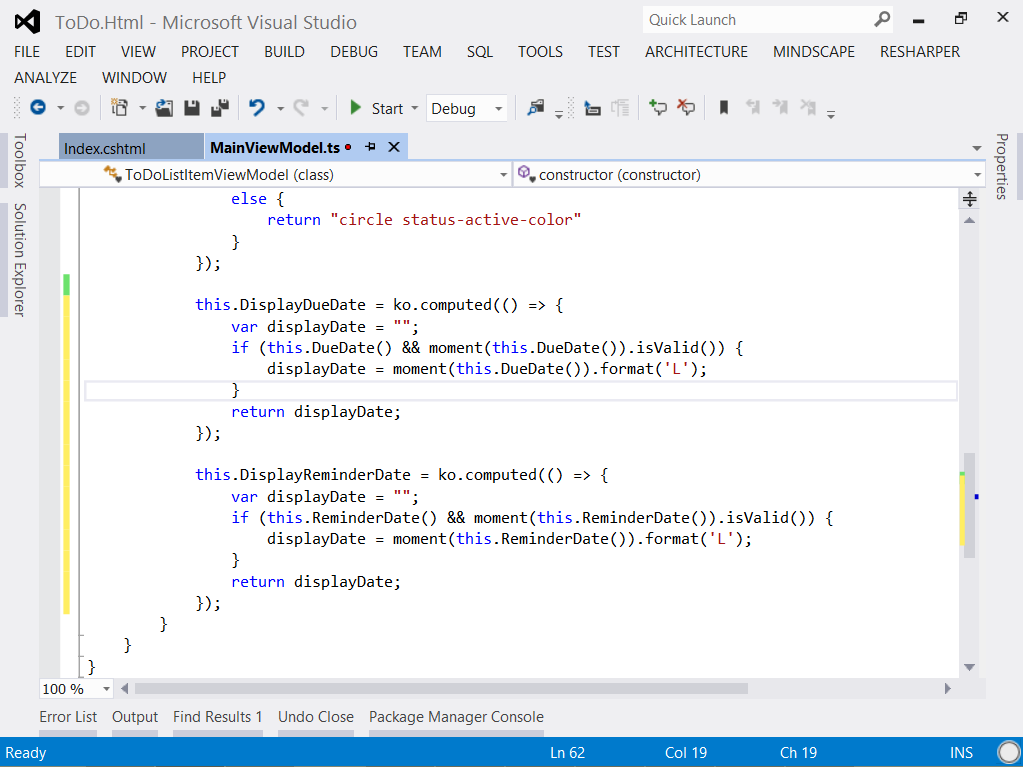 ToDo.Html - Microsoft Visual Studio
Quick Launch
FILE EDIT VIEW PROJECT BUILD DEBUG TEAM SQL TOOLS TEST ARCHITECTURE MINDSCAPE RESHARPER
ANALYZE WINDOW HELP
Start Debug
Toolbox
Solution Explorer
Index.cshtml MainViewModel.ts
Properties
ToDoListItemViewModel (class) constructor (constructor)
else {
return "circle status-active-color"
}
});
this.DisplayDueDate = ko.computed(() => {
var displayDate = "";
if (this.DueDate() && moment(this.DueDate()).isValid()) {
displayDate = moment(this.DueDate()).format('L');
}
return displayDate;
});
this.DisplayReminderDate = ko.computed(() => {
var displayDate = "";
if (this.ReminderDate() && moment(this.ReminderDate()).isValid()) {
displayDate = moment(this.ReminderDate()).format('L');
}
return displayDate;
});
}
}
}
100 %
Error List Output Find Results 1 Undo Close Package Manager Console
Ready Ln 62 Col 19 Ch 19 INS